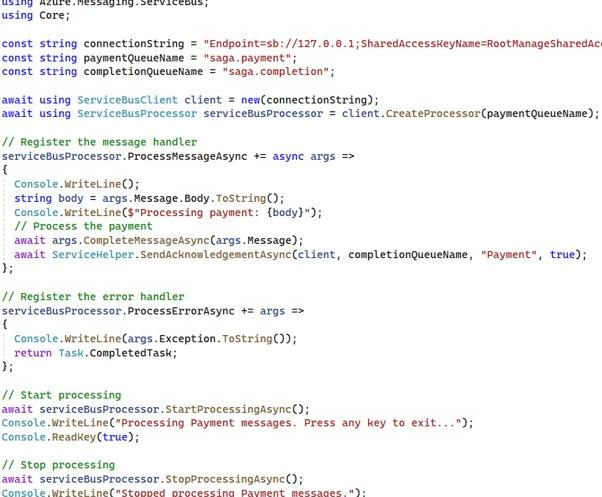 using Azure.Messaging.ServiceBus;
using Core;
const string connectionString = "Endpoint=sb://127.0.0.1;SharedAccessKeyName=RootManageSharedAcc
const string paymentQueueName = "saga.payment";
const string completionQueueName = "saga.completion";
await using ServiceBusClient client = new(connectionString);
await using ServiceBusProcessor serviceBusProcessor = client.CreateProcessor(paymentQueueName);
// Register the message handler
serviceBusProcessor.ProcessMessageAsync += async args =>
{
Console.WriteLine();
string body = args.Message.Body.ToString();
Console.WriteLine($"Processing payment: {body}");
// Process the payment
await args.CompleteMessageAsync(args.Message);
await ServiceHelper.SendAcknowledgementAsync(client, completionQueueName, "Payment", true);
};
// Register the error handler
serviceBusProcessor.ProcessErrorAsync += args =>
{
Console.WriteLine(args.Exception.ToString());
return Task.CompletedTask;
};
// Start processing
await serviceBusProcessor.StartProcessingAsync();
Console.WriteLine("Processing Payment messages. Press any key to exit...");
Console.ReadKey(true);
// Stop processing
await serviceBusProcessor.StopProcessingAsync();
Console.WriteLine("Stopped processing Payment messages.");